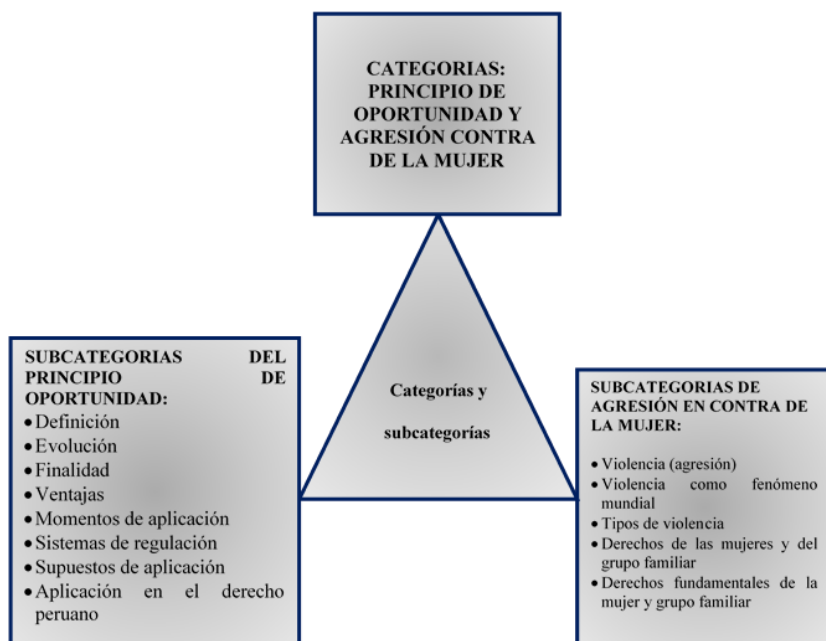 CATEGORIAS:
PRINCIPIO DE
OPORTUNIDAD Y
AGRESIÓN CONTRA
DE LA MUJER
Categorías y
subcategorías
SUBCATEGORIAS DEL
PRINCIPIO DE
OPORTUNIDAD:
• Definición
• Evolución
• Finalidad
• Ventajas
• Momentos de aplicación
• Sistemas de regulación
• Supuestos de aplicación
• Aplicación en el derecho
peruano
SUBCATEGORIAS DE
AGRESIÓN EN CONTRA DE
LA MUJER:
• Violencia (agresión)
• Violencia como fenómeno
mundial
• Tipos de violencia
• Derechos de las mujeres y del
grupo familiar
• Derechos fundamentales de la
mujer y grupo familiar